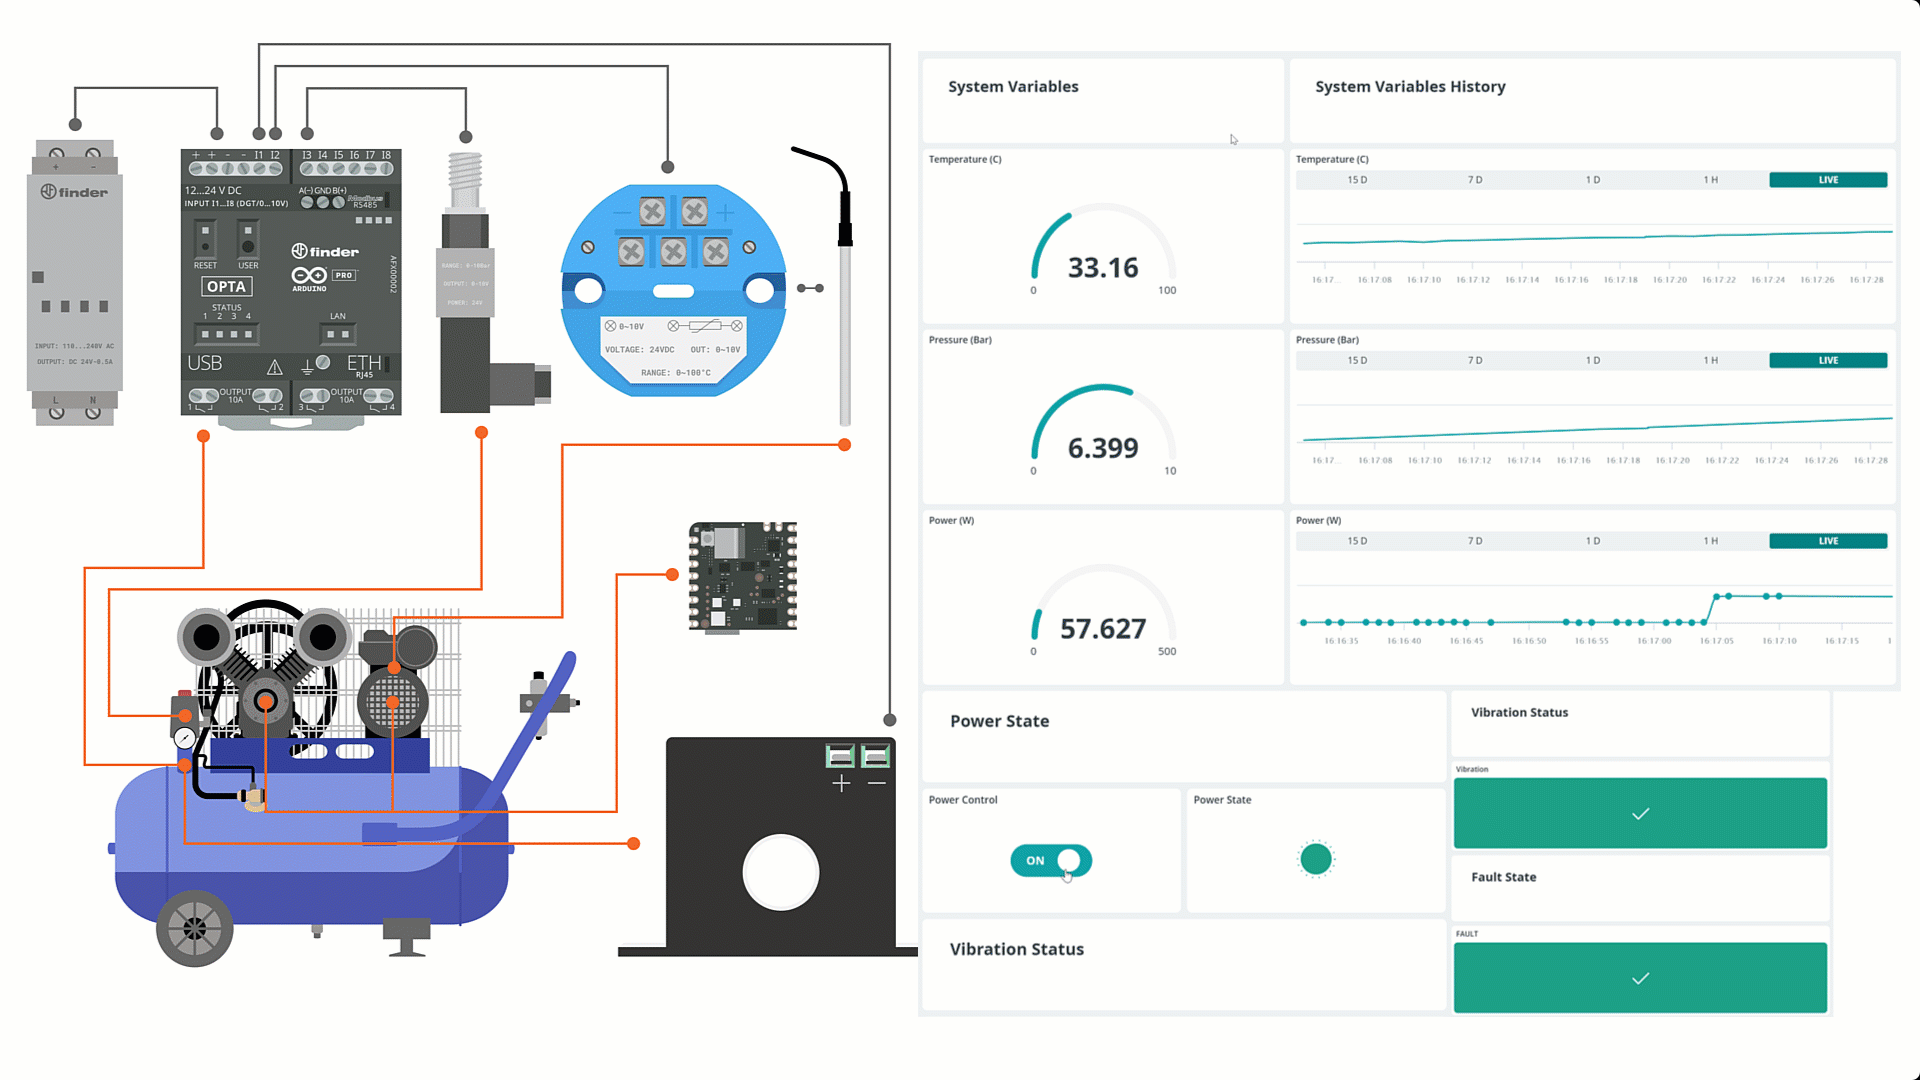 + −
finder
INPUT: 110...240V AC
OUTPUT: DC 24V-0.5A
L N
+ + - - I1 I2 I3 I4 I5 I6 I7 I8
12...24 V DC
INPUT I1...I8 (DGT/0...10V)
A(-) GND B(+)
Modbus
RS485
RESET USER
finder
ARDUINO PRO
AFX00002
OPTA
STATUS
1 2 3 4
LAN
USB
ETH
RJ45
OUTPUT
10A
1 2
OUTPUT
10A
3 4
RANGE: 0~10Bar
OUTPUT: 0~10V
POWER: 24V
− +
0~10V
VOLTAGE: 24VDC OUT: 0~10V
RANGE: 0~100°C
+ −
System Variables
Temperature (C)
33.16
0 100
Pressure (Bar)
6.399
0 10
Power (W)
57.627
0 500
System Variables History
Temperature (C)
15 D 7 D 1 D 1 H LIVE
16:17... 16:17:08 16:17:10 16:17:12 16:17:14 16:17:16 16:17:18 16:17:20 16:17:22 16:17:24 16:17:26 16:17:28
Pressure (Bar)
15 D 7 D 1 D 1 H LIVE
16:17... 16:17:08 16:17:10 16:17:12 16:17:14 16:17:16 16:17:18 16:17:20 16:17:22 16:17:24 16:17:26 16:17:28
Power (W)
15 D 7 D 1 D 1 H LIVE
16:16:35 16:16:40 16:16:45 16:16:50 16:16:55 16:17:00 16:17:05 16:17:10 16:17:15 1
Power State
Power Control
ON
Power State
Vibration Status
Vibration Status
Vibration
Fault State
FAULT